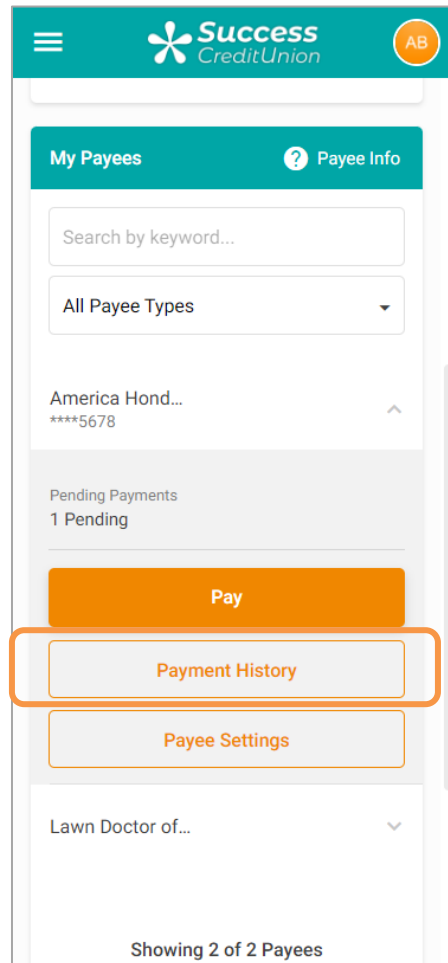 Success
CreditUnion
AB
My Payees
? Payee Info
Search by keyword...
All Payee Types
America Hond...
****5678
Pending Payments
1 Pending
Pay
Payment History
Payee Settings
Lawn Doctor of...
Showing 2 of 2 Payees